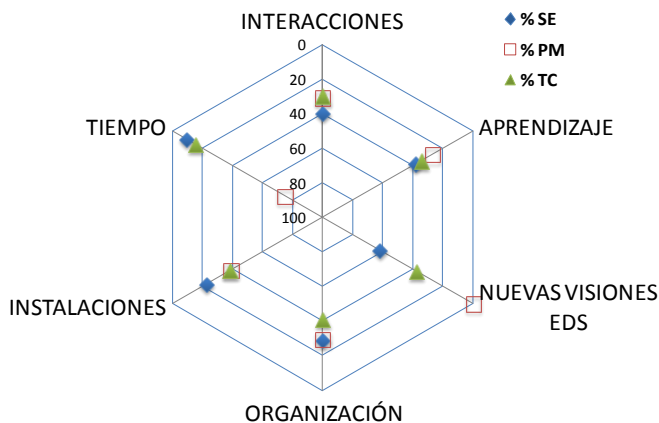 INTERACCIONES
% SE
% PM
% TC
0
20
40
60
80
100
TIEMPO
APRENDIZAJE
INSTALACIONES
NUEVAS VISIONES
EDS
ORGANIZACIÓN